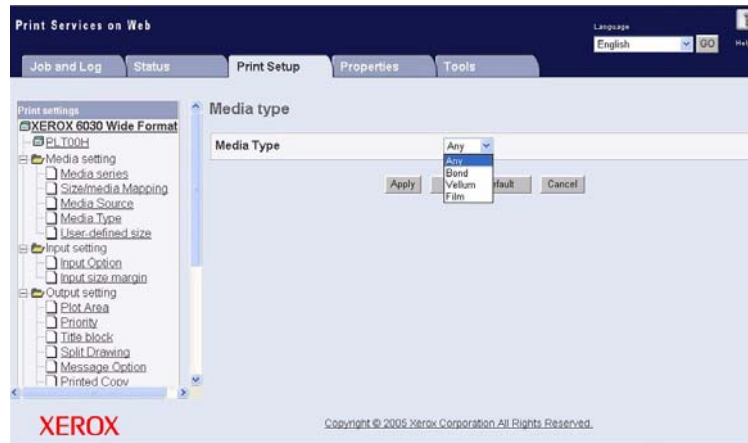 Print Services on Web
Language
English
GO
Job and Log
Status
Print Setup
Properties
Tools
Print settings
XEROX 6030 Wide Format
PLT00H
Media setting
Media series
Size/media Mapping
Media Source
Media Type
User-defined size
Input setting
Input Option
Input size margin
Output setting
Plot Area
Priority
Title block
Split Drawing
Message Option
Printed Copy
Media type
Media Type
Any
Any
Bond
Vellum
Film
Apply
Cancel
XEROX
Copyright © 2005 Xerox Corporation All Rights Reserved.